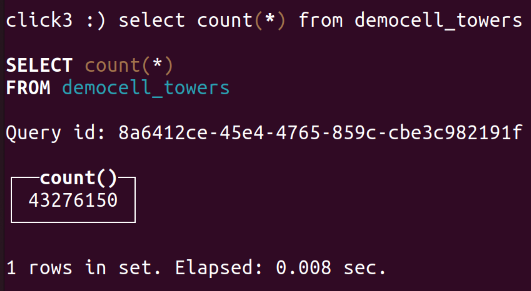 click3 :) select count(*) from democell_towers
SELECT count(*)
FROM democell_towers
Query id: 8a6412ce-45e4-4765-859c-cbe3c982191f
count()
43276150
1 rows in set. Elapsed: 0.008 sec.